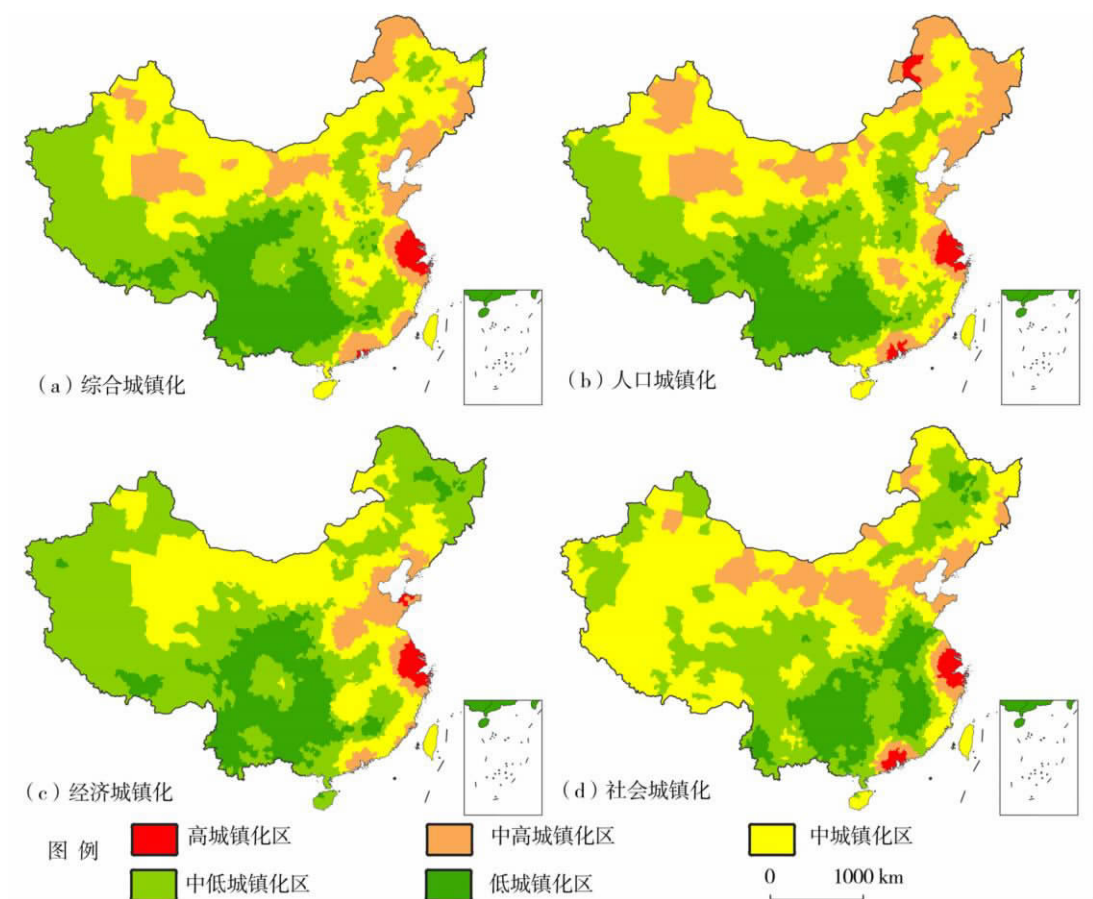 （a）综合城镇化
（b）人口城镇化
（c）经济城镇化
（d）社会城镇化
图 例
高城镇化区
中高城镇化区
中城镇化区
中低城镇化区
低城镇化区
0 1000 km